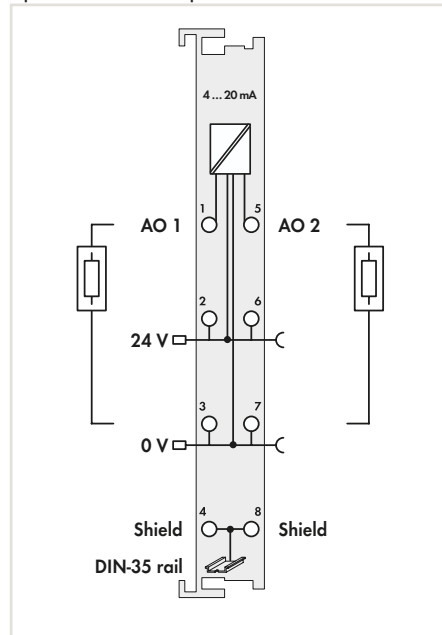 4 ... 20 mA
1 5
AO 1 AO 2
2 6
24 V
3 7
0 V
4 8
Shield Shield
DIN-35 rail